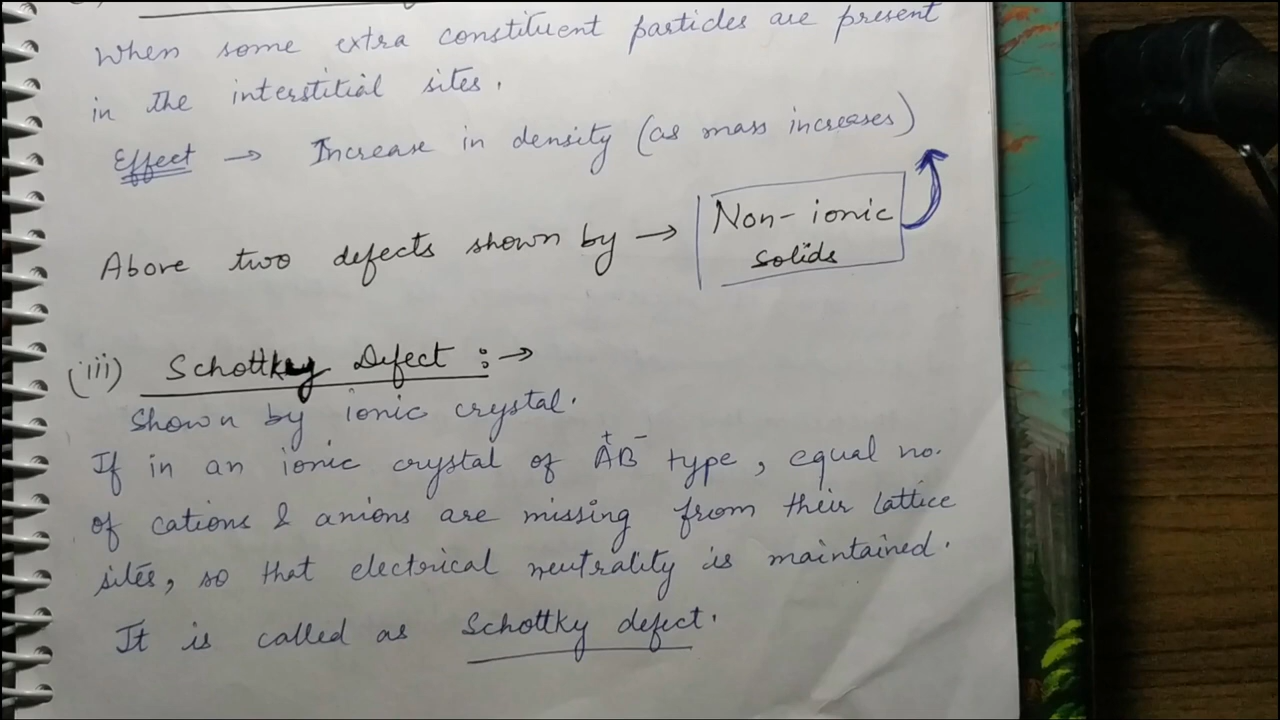 When some extra constituent particles are present
in the interstitial sites.
Effect → Increase in density (as mass increases)
Above two defects shown by → Non-ionic
solids
(iii) Schottky Defect :→
Shown by ionic crystal.
If in an ionic crystal of A⁺B⁻ type, equal no.
of cations & anions are missing from their lattice
sites, so that electrical neutrality is maintained.
It is called as Schottky defect.